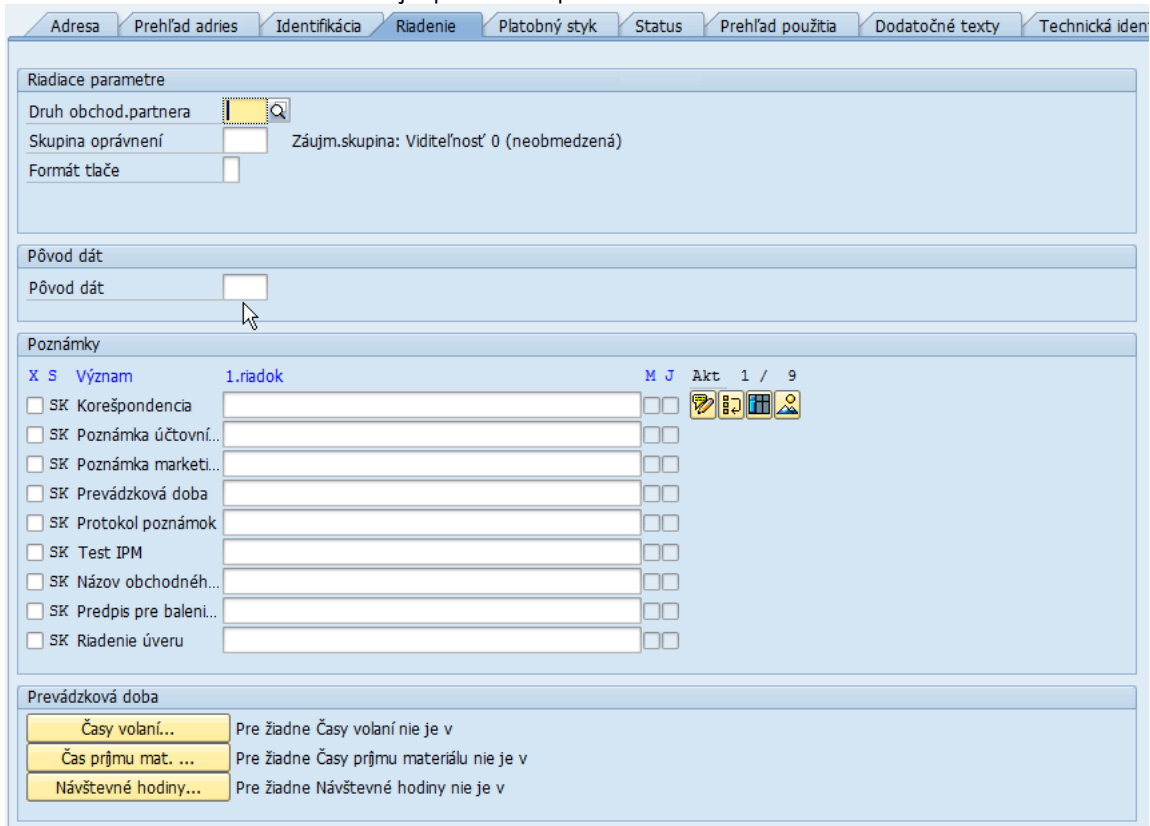 Adresa Prehľad adries Identifikácia Riadenie Platobný styk Status Prehľad použitia Dodatočné texty Technická iden
Riadiace parametre
Druh obchod.partnera
Skupina oprávnení Záujm.skupina: Viditeľnosť 0 (neobmedzená)
Formát tlače
Pôvod dát
Pôvod dát
Poznámky
X S Význam 1.riadok M J Akt 1 / 9
SK Korešpondencia
SK Poznámka účtovní...
SK Poznámka marketi...
SK Prevádzková doba
SK Protokol poznámok
SK Test IPM
SK Názov obchodnéh...
SK Predpis pre baleni...
SK Riadenie úveru
Prevádzková doba
Časy volaní... Pre žiadne Časy volaní nie je v
Čas príjmu mat. ... Pre žiadne Časy príjmu materiálu nie je v
Návštevné hodiny... Pre žiadne Návštevné hodiny nie je v